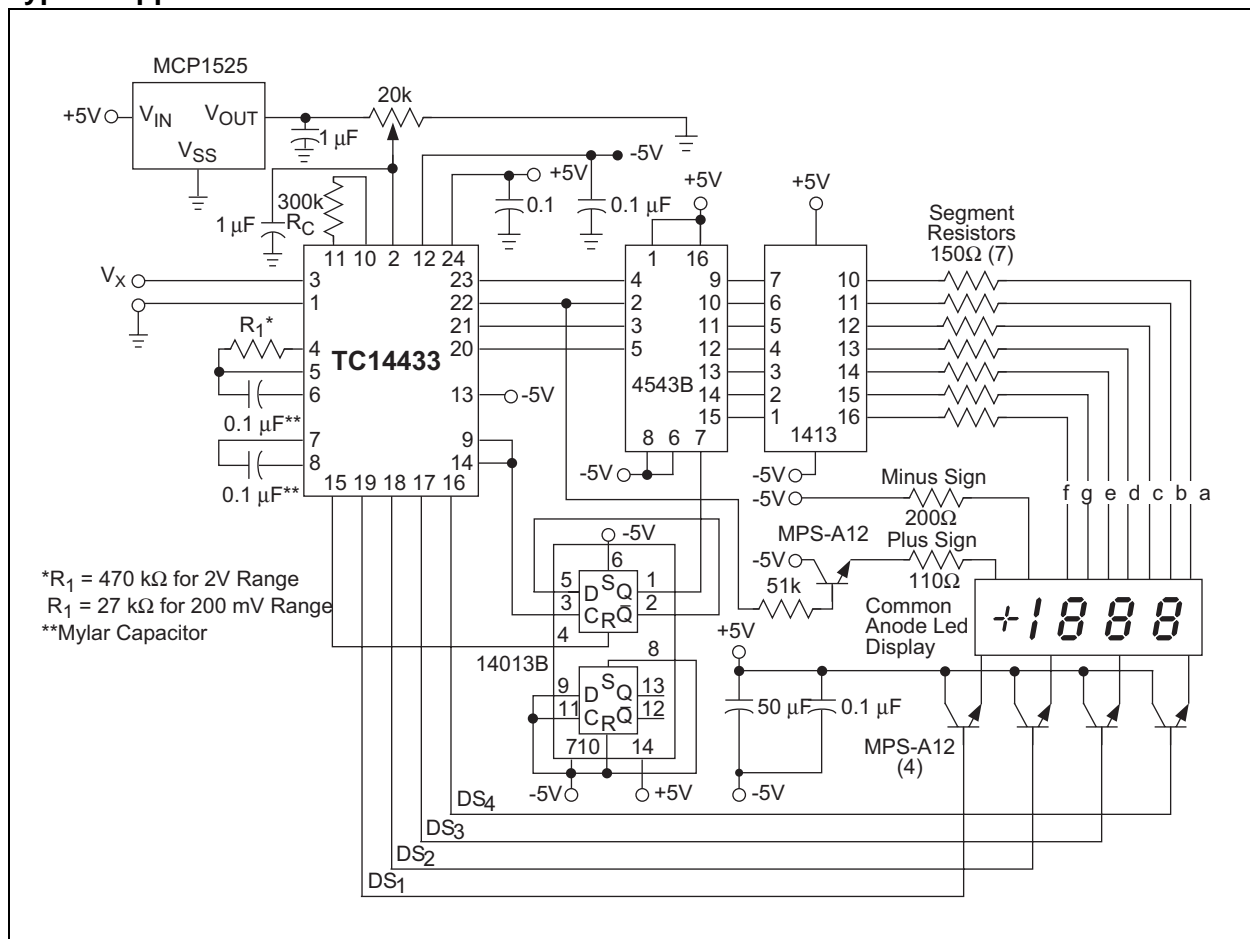 MCP1525
+5V
VIN
VOUT
VSS
1 µF
20k
-5V
+5V
0.1
0.1 µF
300k
RC
1 µF
11 10 2 12 24
VX
3
1
R1*
4
5
6
0.1 µF**
7
8
0.1 µF**
TC14433
23
22
21
20
13
-5V
9
14
15 19 18 17 16
+5V
1 16
4
2
3
5
9
10
11
12
13
14
15
4543B
8 6 7
-5V
+5V
7
6
5
4
3
2
1
10
11
12
13
14
15
16
1413
-5V
Segment
Resistors
150Ω (7)
f g e d c b a
Minus Sign
-5V
200Ω
MPS-A12
Plus Sign
-5V
110Ω
51k
Common
Anode Led
Display
+1888
*R1 = 470 kΩ for 2V Range
R1 = 27 kΩ for 200 mV Range
**Mylar Capacitor
-5V
6
5 D S Q 1
3 C R Q̅ 2
4
14013B
8
9 D S Q 13
11 C R Q̅ 12
7 10 14
-5V
+5V
+5V
50 µF
0.1 µF
-5V
MPS-A12
(4)
DS4
DS3
DS2
DS1